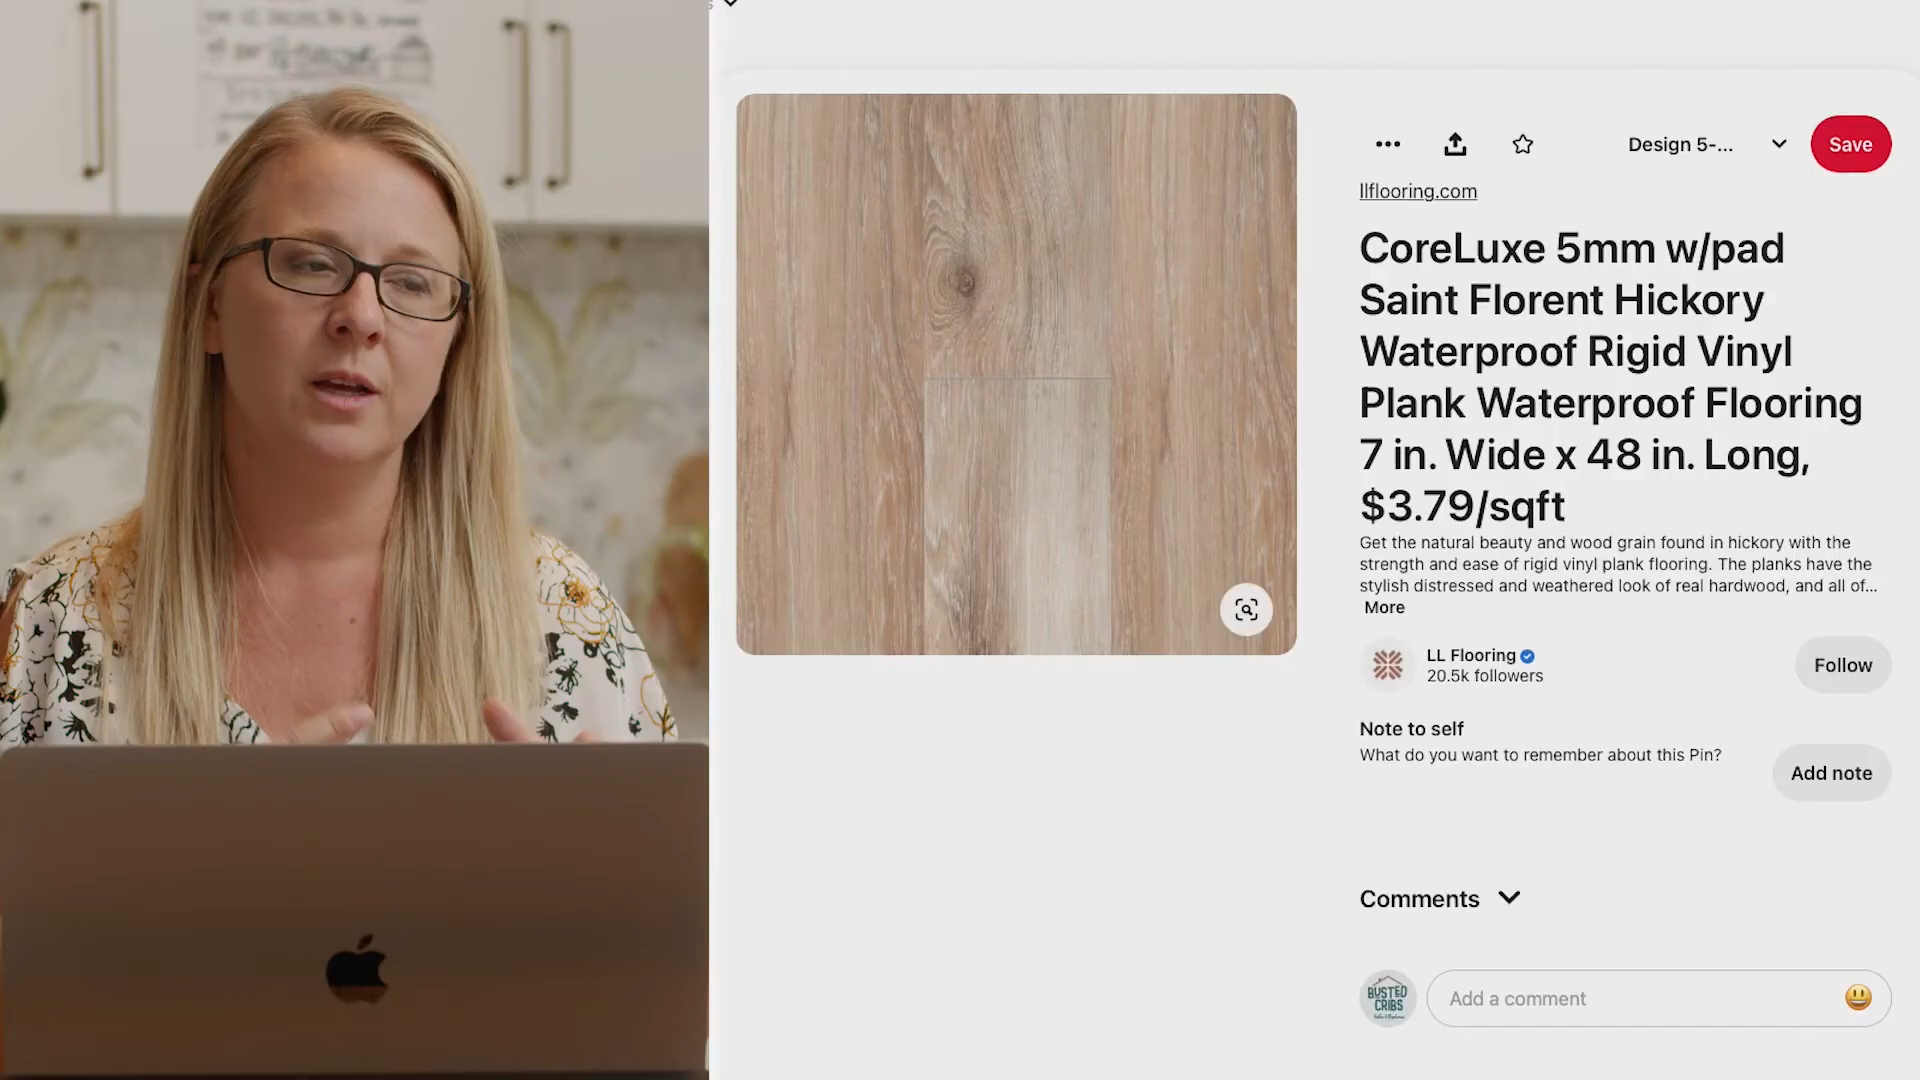 Design 5-...
Save
llflooring.com
CoreLuxe 5mm w/pad
Saint Florent Hickory
Waterproof Rigid Vinyl
Plank Waterproof Flooring
7 in. Wide x 48 in. Long,
$3.79/sqft
Get the natural beauty and wood grain found in hickory with the
strength and ease of rigid vinyl plank flooring. The planks have the
stylish distressed and weathered look of real hardwood, and all of...
More
LL Flooring
20.5k followers
Follow
Note to self
What do you want to remember about this Pin?
Add note
Comments
BUSTED
CRIBS
Add a comment